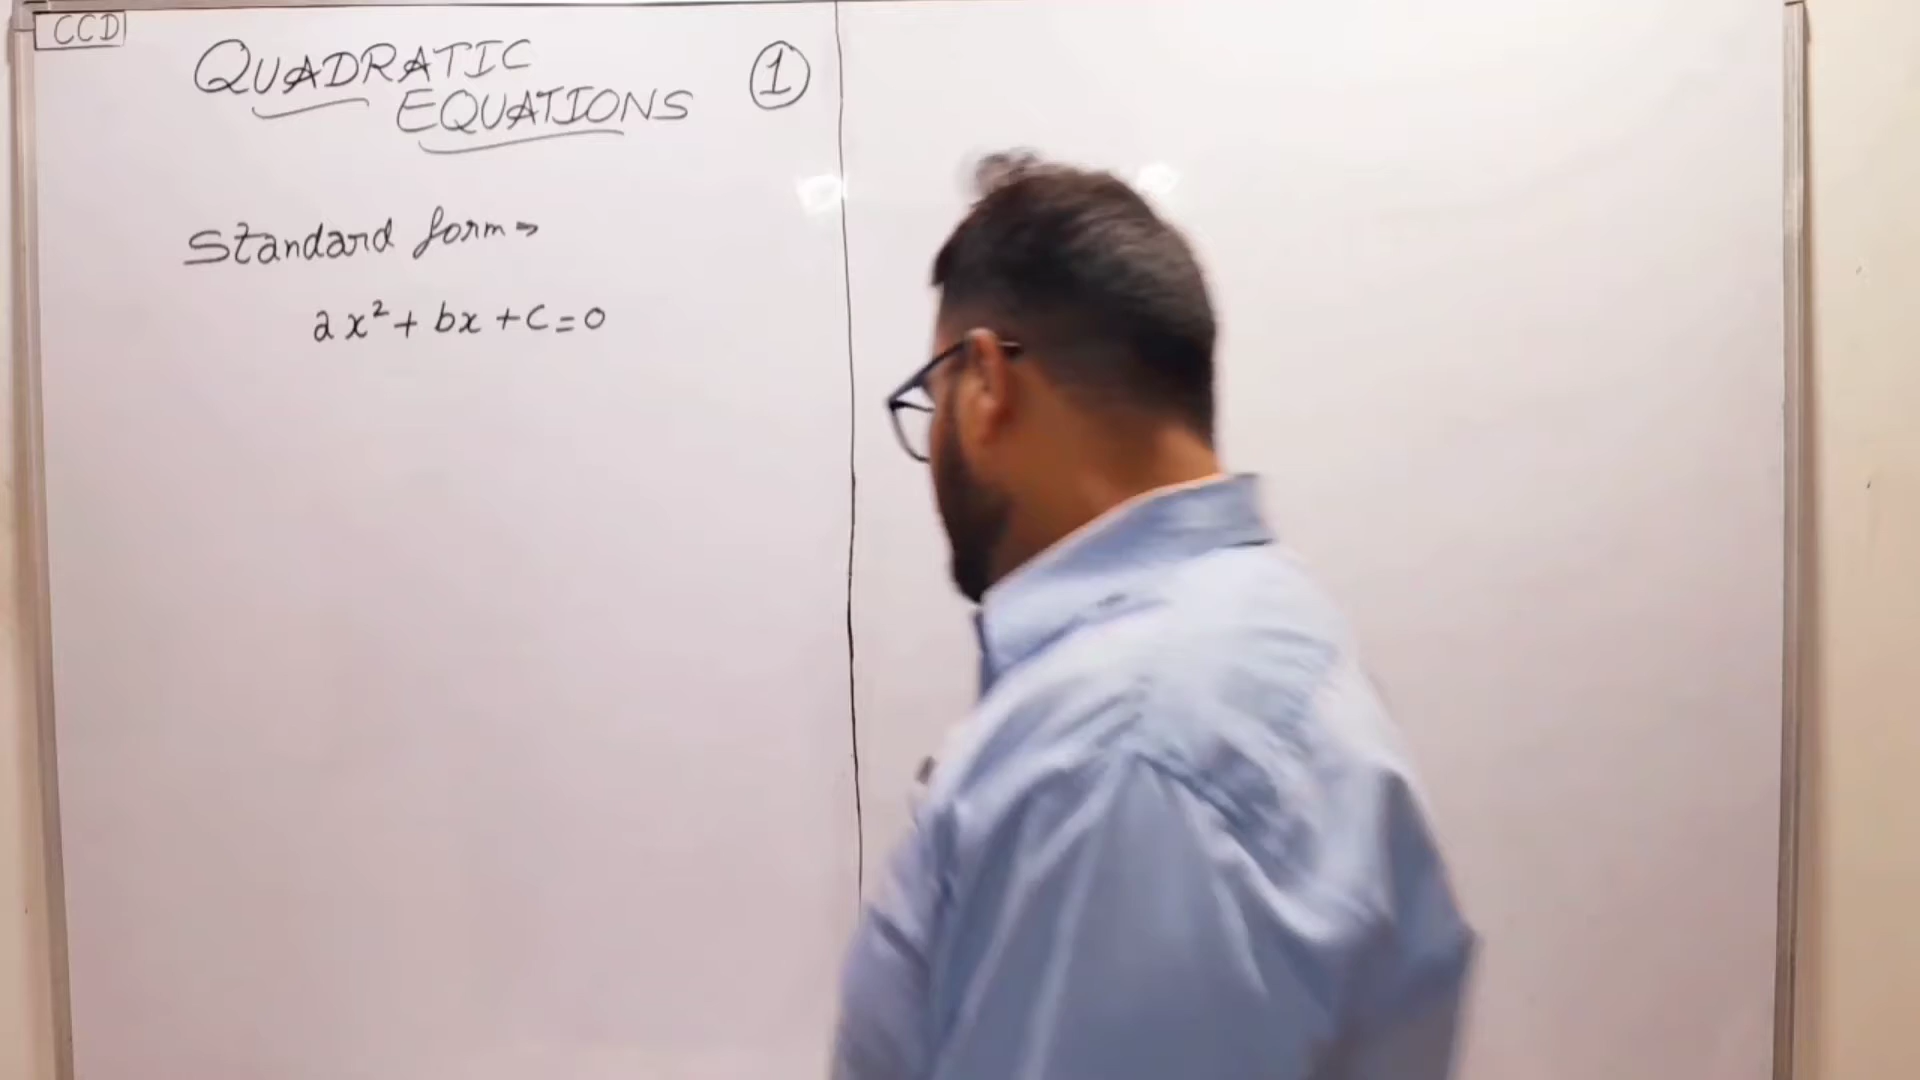 CCD
QUADRATIC
EQUATIONS
1
Standard form ⇒
ax² + bx + c = 0